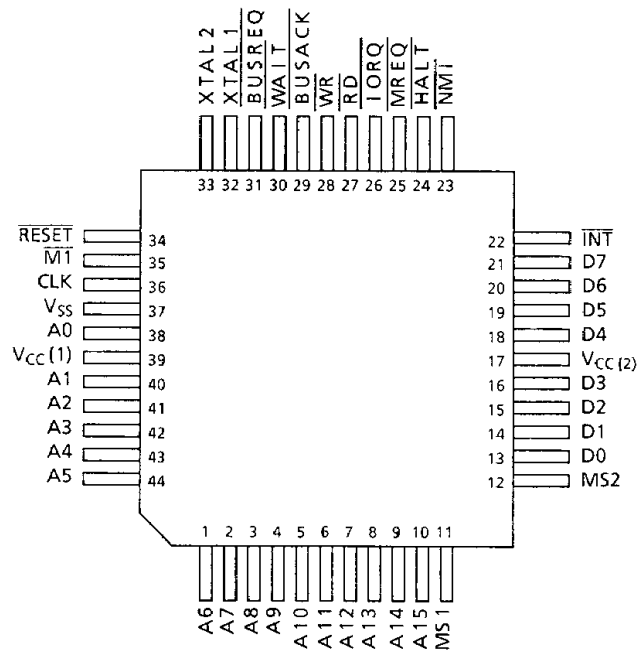 XTAL2
XTAL1
BUSREQ
WAIT
BUSACK
WR
RD
IORQ
MREQ
HALT
NMI
33 32 31 30 29 28 27 26 25 24 23
RESET 34
M1 35
CLK 36
VSS 37
A0 38
VCC(1) 39
A1 40
A2 41
A3 42
A4 43
A5 44
22 INT
21 D7
20 D6
19 D5
18 D4
17 VCC(2)
16 D3
15 D2
14 D1
13 D0
12 MS2
1 2 3 4 5 6 7 8 9 10 11
A6
A7
A8
A9
A10
A11
A12
A13
A14
A15
MS1